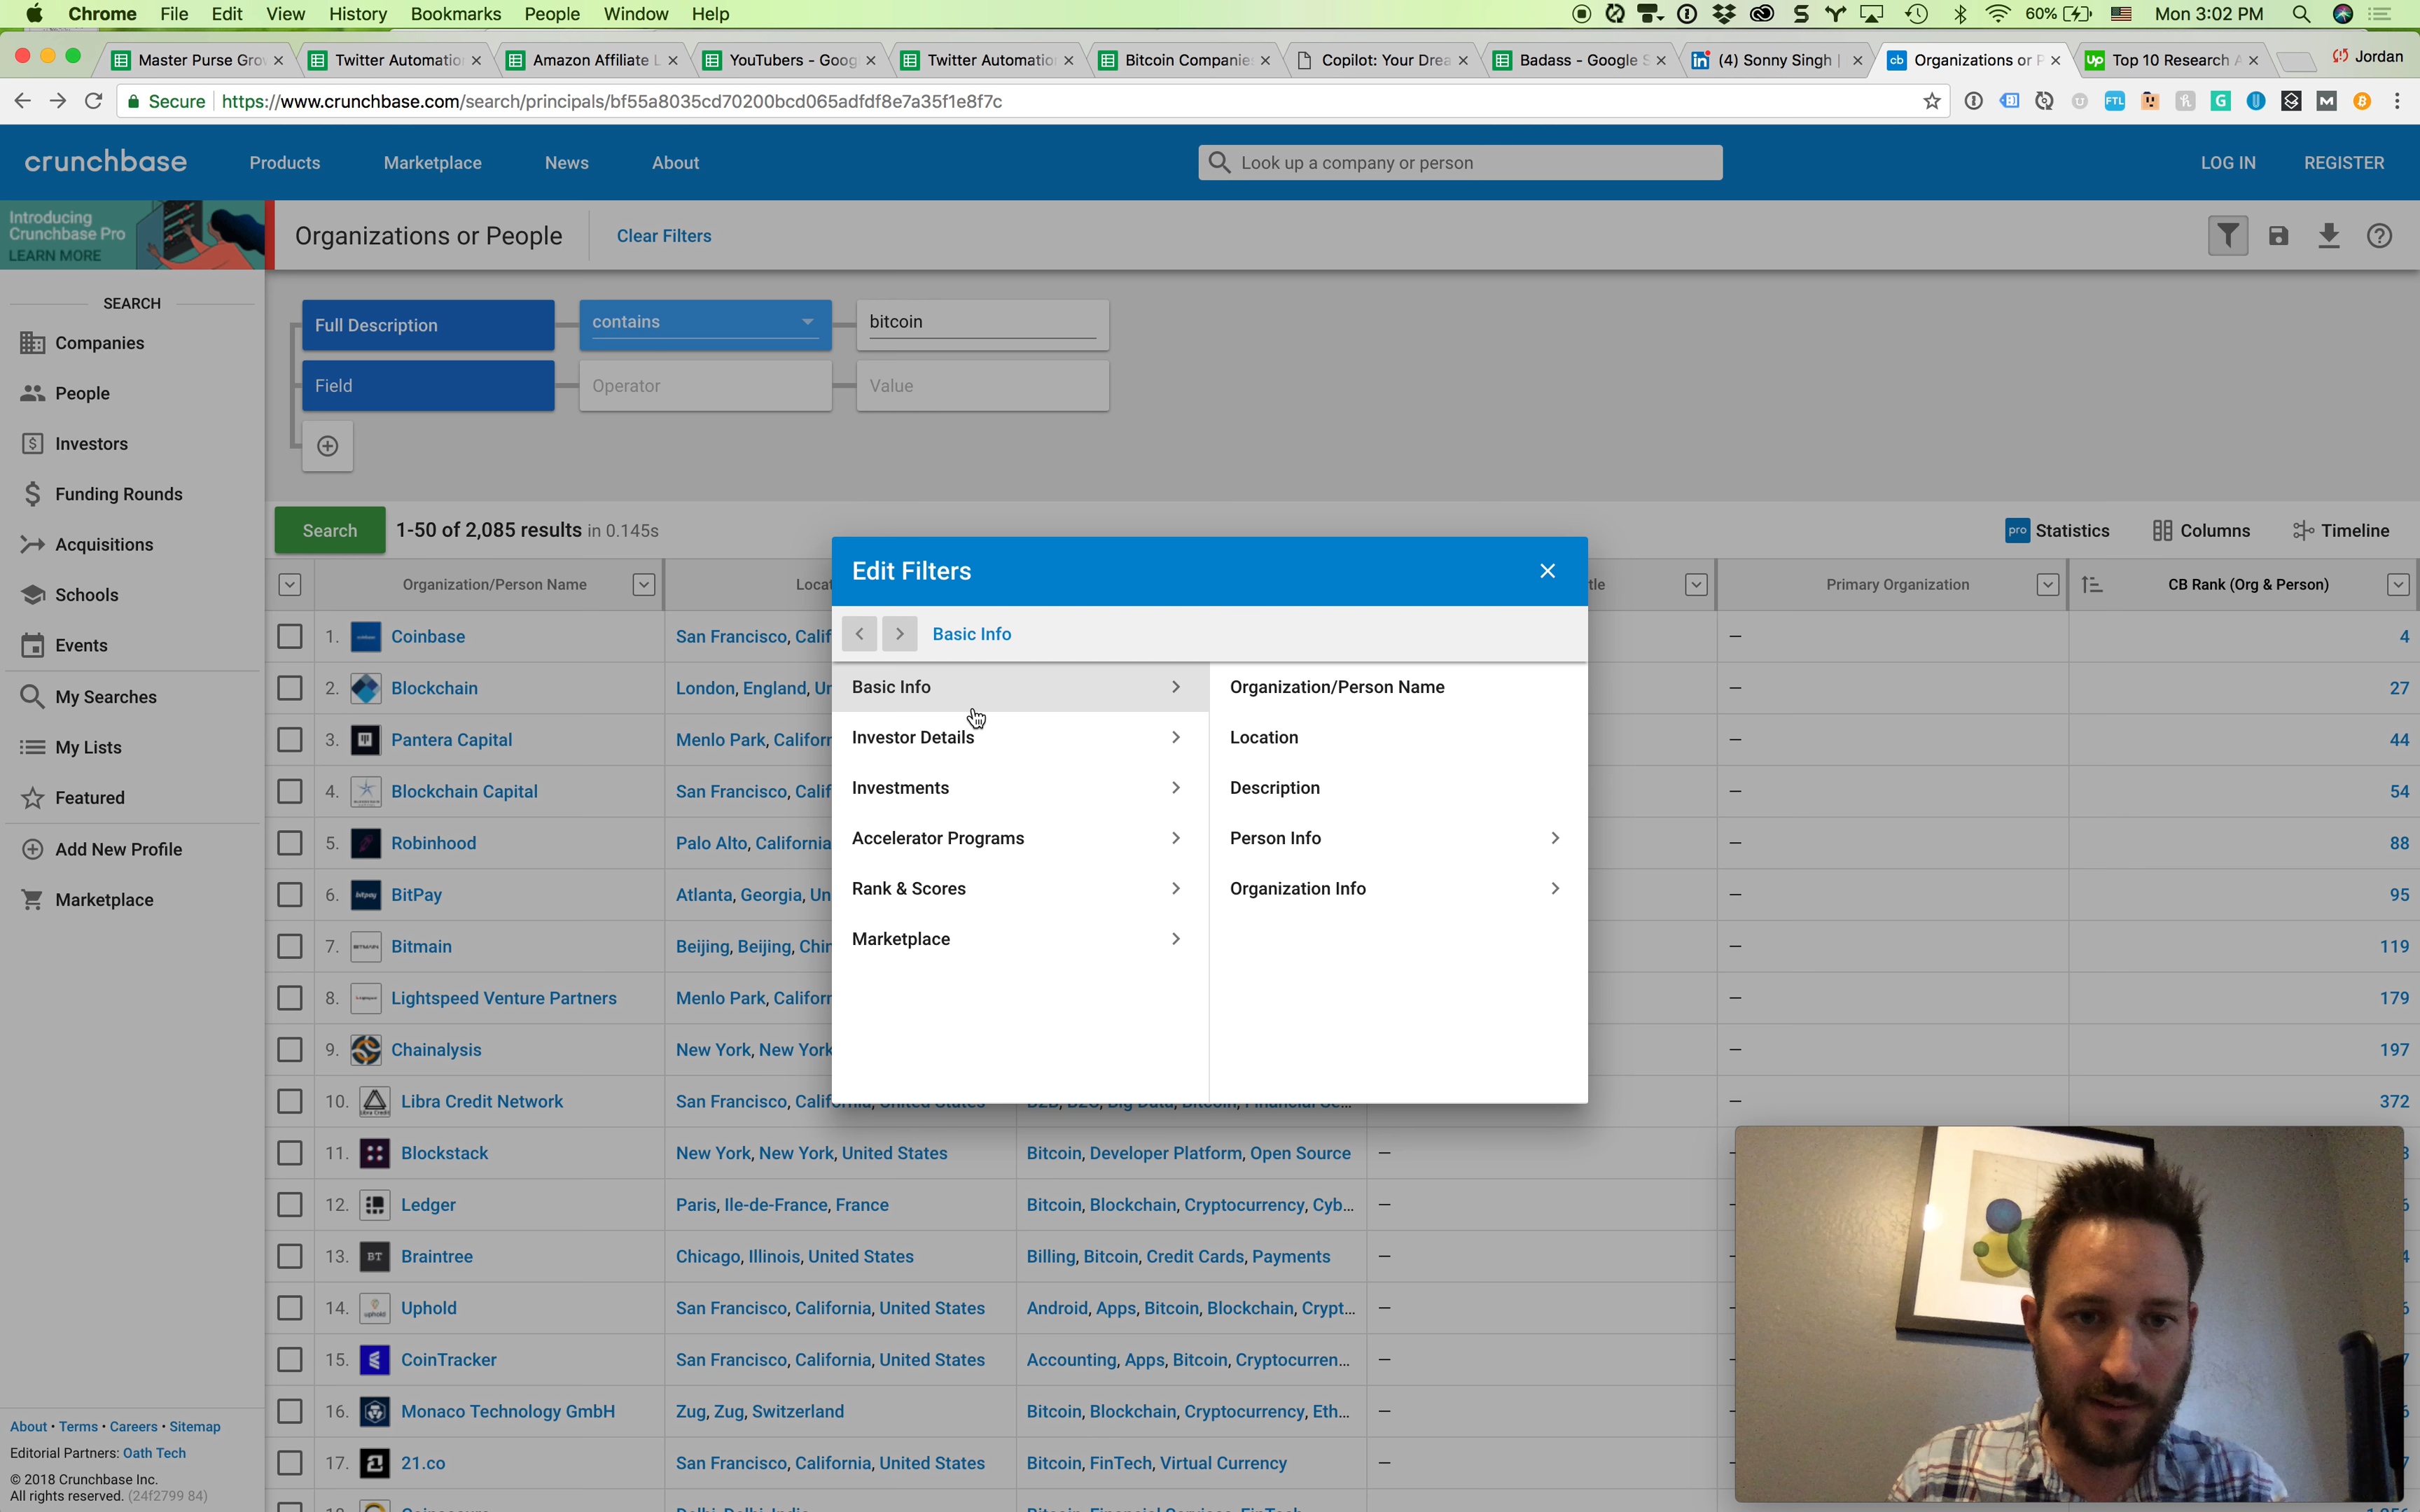 Chrome File Edit View History Bookmarks People Window Help 60% Mon 3:02 PM
Master Purse Gro
Twitter Automatio
Amazon Affiliate L
YouTubers - Goog
Twitter Automatio
Bitcoin Companie
Copilot: Your Drea
Badass - Google S
(4) Sonny Singh |
Organizations or P
Top 10 Research A
Jordan
Secure https://www.crunchbase.com/search/principals/bf55a8035cd70200bcd065adfdf8e7a35f1e8f7c
crunchbase Products Marketplace News About Look up a company or person LOG IN REGISTER
Introducing
Crunchbase Pro
LEARN MORE
Organizations or People Clear Filters
SEARCH
Companies
People
Investors
Funding Rounds
Acquisitions
Schools
Events
My Searches
My Lists
Featured
Add New Profile
Marketplace
About • Terms • Careers • Sitemap
Editorial Partners: Oath Tech
© 2018 Crunchbase Inc.
All rights reserved. (24f2799 84)
Full Description contains bitcoin
Field Operator Value
Search 1-50 of 2,085 results in 0.145s pro Statistics Columns Timeline
Organization/Person Name Locat tle Primary Organization CB Rank (Org & Person)
1. Coinbase San Francisco, Calif — 4
2. Blockchain London, England, Un — 27
3. Pantera Capital Menlo Park, Californ — 44
4. Blockchain Capital San Francisco, Calif — 54
5. Robinhood Palo Alto, California — 88
6. BitPay Atlanta, Georgia, Un — 95
7. Bitmain Beijing, Beijing, Chin — 119
8. Lightspeed Venture Partners Menlo Park, Californ — 179
9. Chainalysis New York, New York — 197
10. Libra Credit Network San Francisco, California, United States B2B, B2C, Big Data, Bitcoin, Financial Se... — 372
11. Blockstack New York, New York, United States Bitcoin, Developer Platform, Open Source —
12. Ledger Paris, Ile-de-France, France Bitcoin, Blockchain, Cryptocurrency, Cyb... —
13. Braintree Chicago, Illinois, United States Billing, Bitcoin, Credit Cards, Payments —
14. Uphold San Francisco, California, United States Android, Apps, Bitcoin, Blockchain, Crypt... —
15. CoinTracker San Francisco, California, United States Accounting, Apps, Bitcoin, Cryptocurren... —
16. Monaco Technology GmbH Zug, Zug, Switzerland Bitcoin, Blockchain, Cryptocurrency, Eth... —
17. 21.co San Francisco, California, United States Bitcoin, FinTech, Virtual Currency —
Edit Filters
Basic Info
Basic Info
Investor Details
Investments
Accelerator Programs
Rank & Scores
Marketplace
Organization/Person Name
Location
Description
Person Info
Organization Info